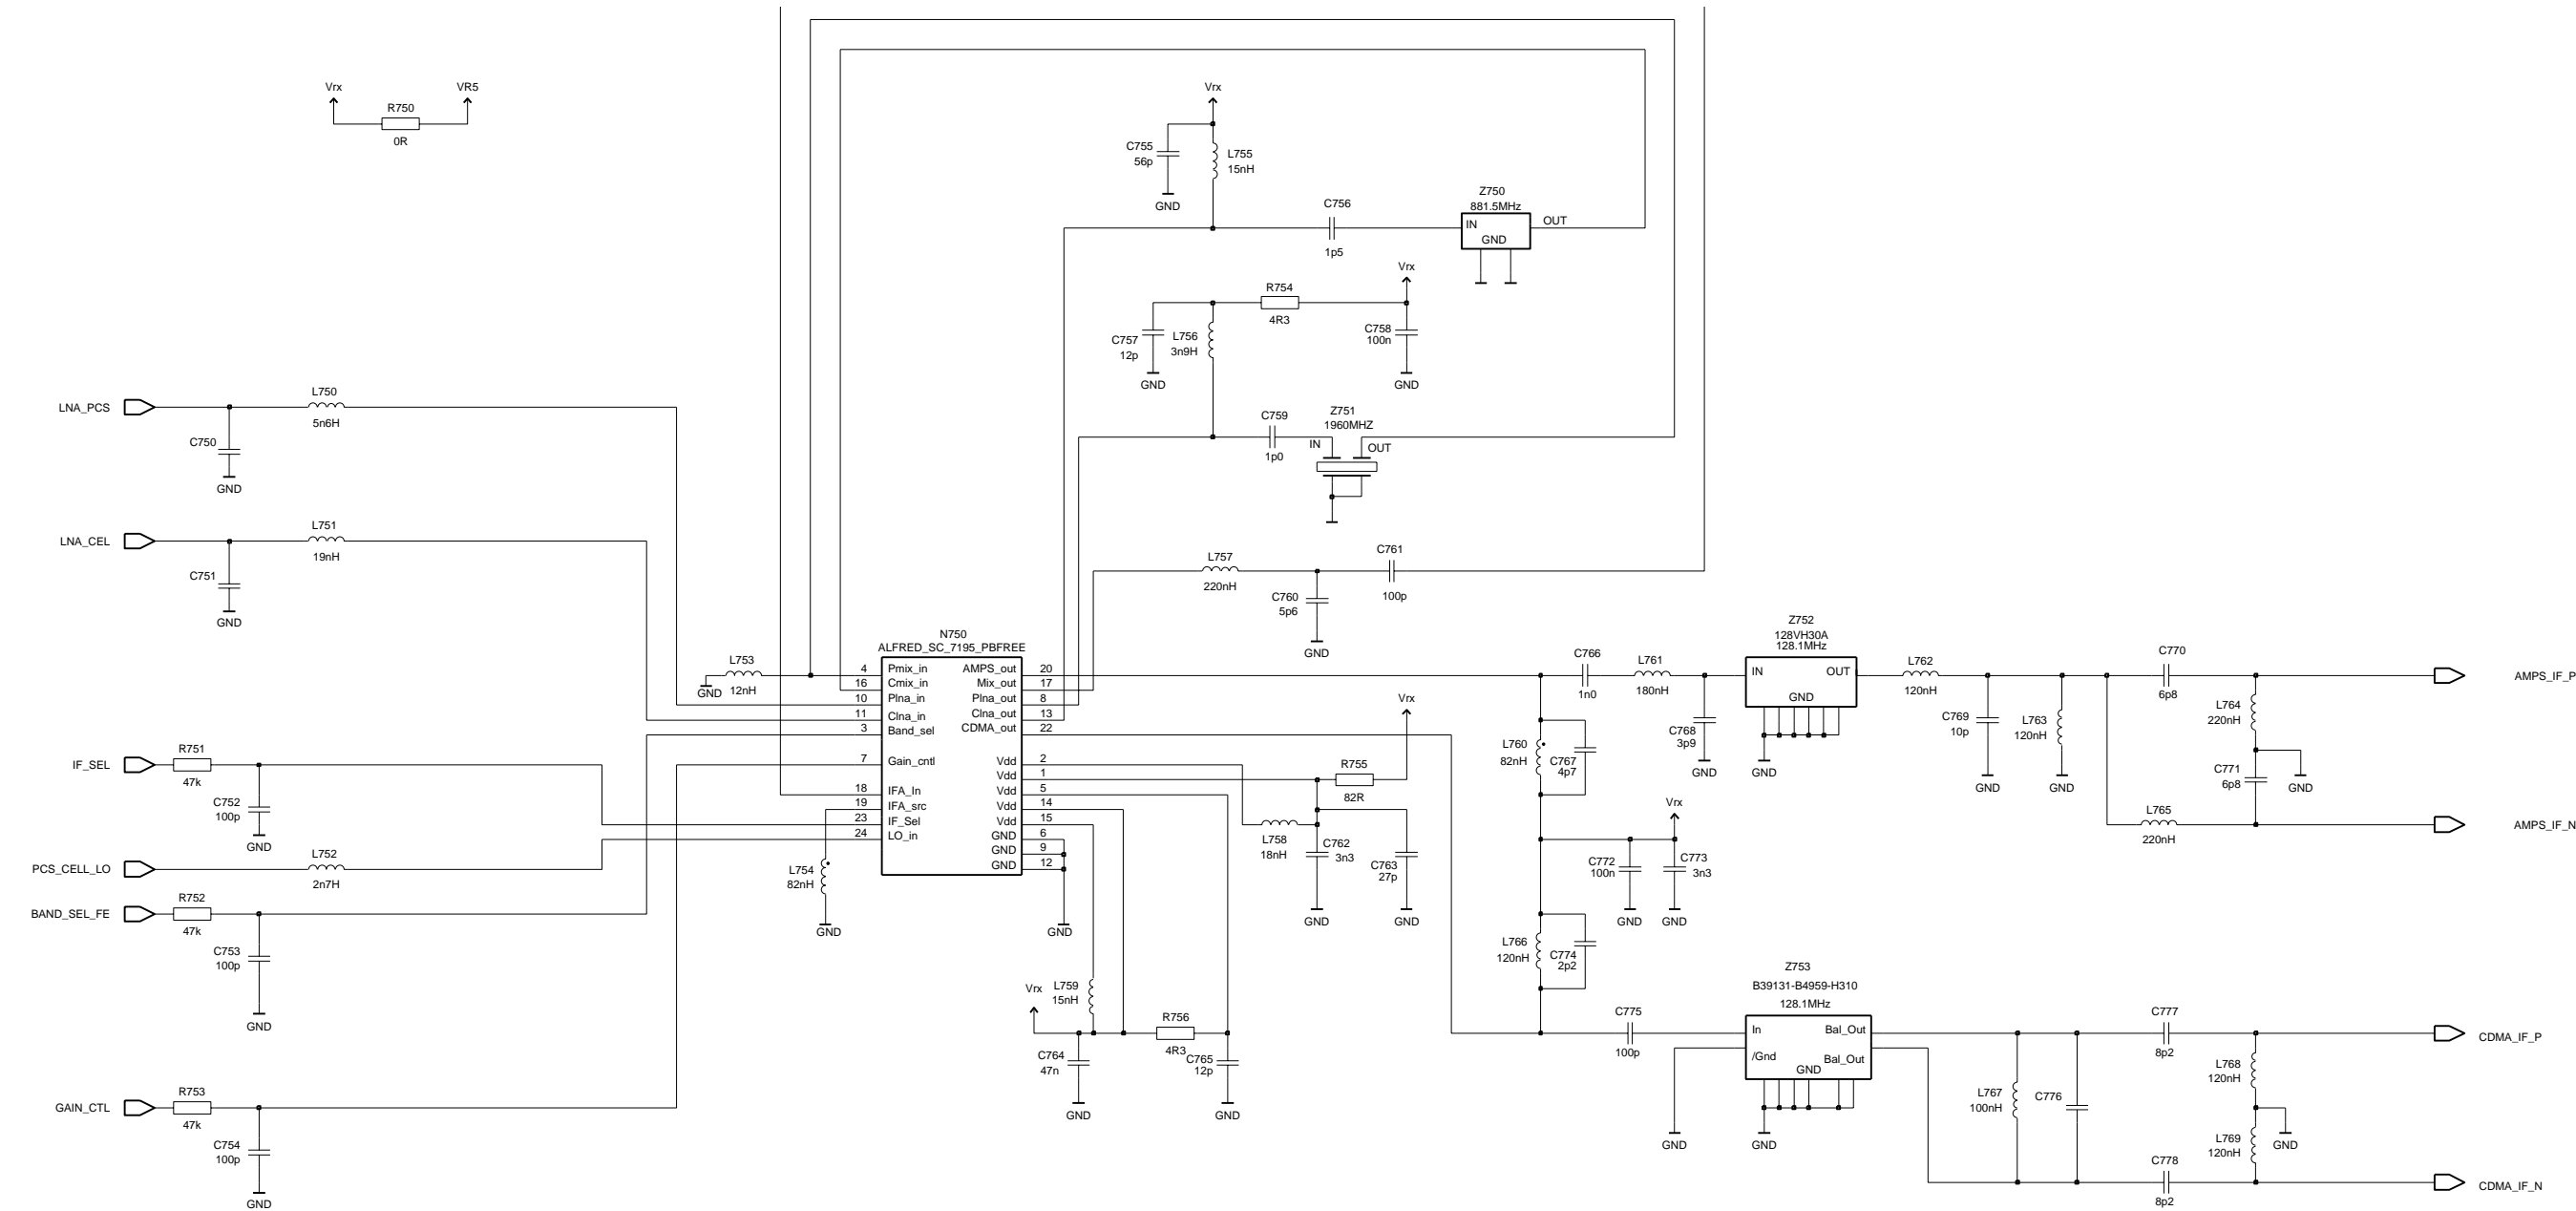 Vrx
VR5
R750
0R
Vrx
C755
56p
L755
15nH
GND
C756
1p5
Z750
881.5MHz
IN
OUT
GND
Vrx
R754
4R3
C757
12p
L756
3n9H
C758
100n
GND
GND
LNA_PCS
L750
5n6H
C750
GND
C759
1p0
Z751
1960MHZ
IN
OUT
LNA_CEL
L751
19nH
C751
GND
L757
220nH
C761
100p
C760
5p6
GND
N750
ALFRED_SC_7195_PBFREE
L753
12nH
GND
4 Pmix_in AMPS_out 20
16 Cmix_in Mix_out 17
10 Plna_in Plna_out 8
11 Clna_in Clna_out 13
3 Band_sel CDMA_out 22
7 Gain_cntl Vdd 2
Vdd 1
18 IFA_In Vdd 5
19 IFA_src Vdd 14
23 IF_Sel Vdd 15
24 LO_in GND 6
GND 9
GND 12
GND
L754
82nH
GND
IF_SEL
R751
47k
C752
100p
GND
PCS_CELL_LO
L752
2n7H
BAND_SEL_FE
R752
47k
C753
100p
GND
GAIN_CTL
R753
47k
C754
100p
GND
Vrx
R755
82R
L758
18nH
C762
3n3
C763
27p
GND
GND
Vrx
L759
15nH
R756
4R3
C764
47n
C765
12p
GND
GND
C766
1n0
L761
180nH
Z752
128VH30A
128.1MHz
IN
OUT
GND
GND
C768
3p9
GND
L760
82nH
C767
4p7
Vrx
C772
100n
C773
3n3
GND
GND
L766
120nH
C774
2p2
L762
120nH
C769
10p
GND
L763
120nH
GND
C770
6p8
L764
220nH
C771
6p8
GND
L765
220nH
AMPS_IF_P
AMPS_IF_N
C775
100p
Z753
B39131-B4959-H310
128.1MHz
In
Bal_Out
/Gnd
Bal_Out
GND
GND
GND
L767
100nH
C776
C777
8p2
L768
120nH
L769
120nH
GND
C778
8p2
CDMA_IF_P
CDMA_IF_N